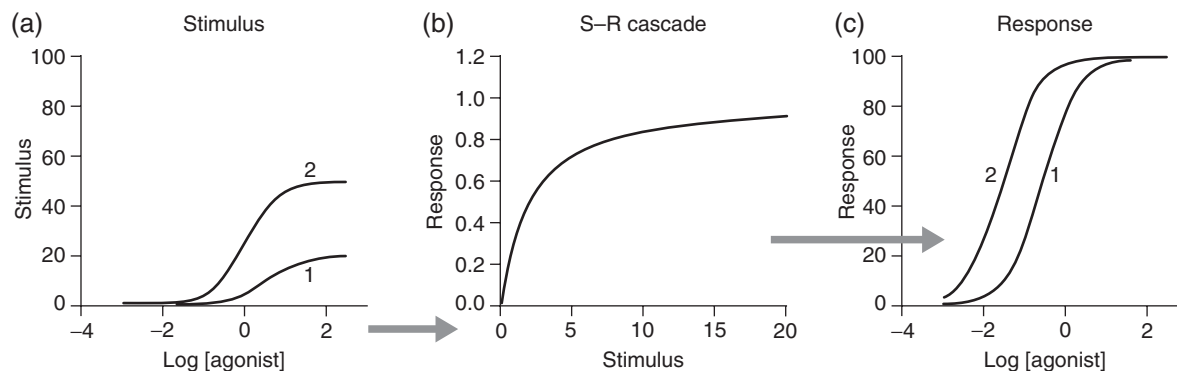 (a) Stimulus
100
80
60
40
20
0
Stimulus
2
1
−4 −2 0 2
Log [agonist]
(b) S–R cascade
1.2
1.0
0.8
0.6
0.4
0.2
0.0
Response
0 5 10 15 20
Stimulus
(c) Response
100
80
60
40
20
0
Response
2
1
−4 −2 0 2
Log [agonist]